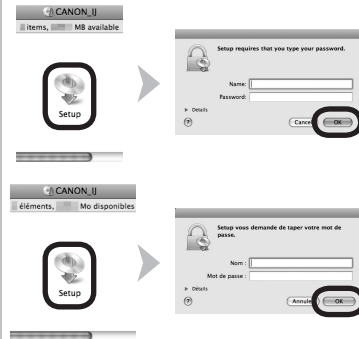 CANON_IJ
items, MB available
Setup
Setup requires that you type your password.
Name:
Password:
Details
?
Cancel
OK
CANON_IJ
éléments, Mo disponibles
Setup
Setup vous demande de taper votre mot de
passe.
Nom :
Mot de passe :
Détails
?
Annuler
OK